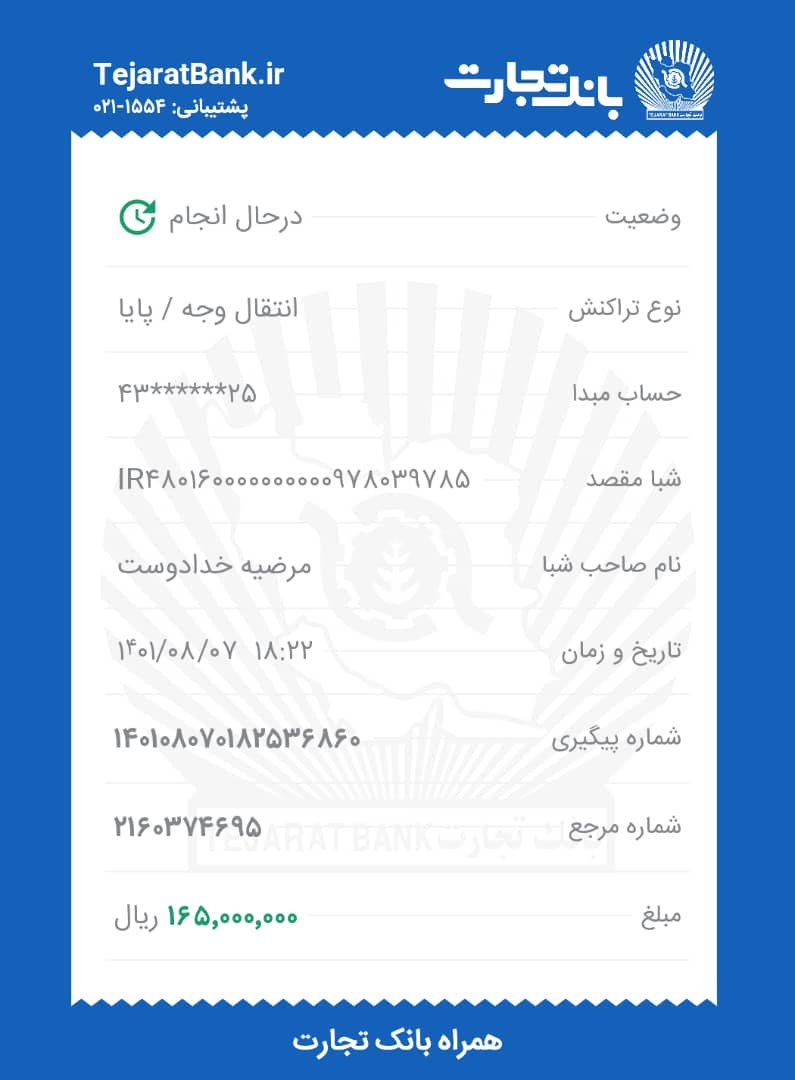 بانک تجارت
TEJARAT BANK بانک تجارت
TejaratBank.ir
پشتیبانی: ۱۵۵۴-۰۲۱
وضعیت درحال انجام
نوع تراکنش انتقال وجه / پایا
حساب مبدا ۴۳******۲۵
شبا مقصد IR۴۸۰۱۶۰۰۰۰۰۰۰۰۰۰۹۷۸۰۳۹۷۸۵
نام صاحب شبا مرضیه خدادوست
تاریخ و زمان ۱۴۰۱/۰۸/۰۷ ۱۸:۲۲
شماره پیگیری ۱۴۰۱۰۸۰۷۰۱۸۲۵۳۶۸۶۰
شماره مرجع ۲۱۶۰۳۷۴۶۹۵
TEJARAT BANK بانک تجارت
مبلغ ۱۶۵,۰۰۰,۰۰۰ ریال
همراه بانک تجارت